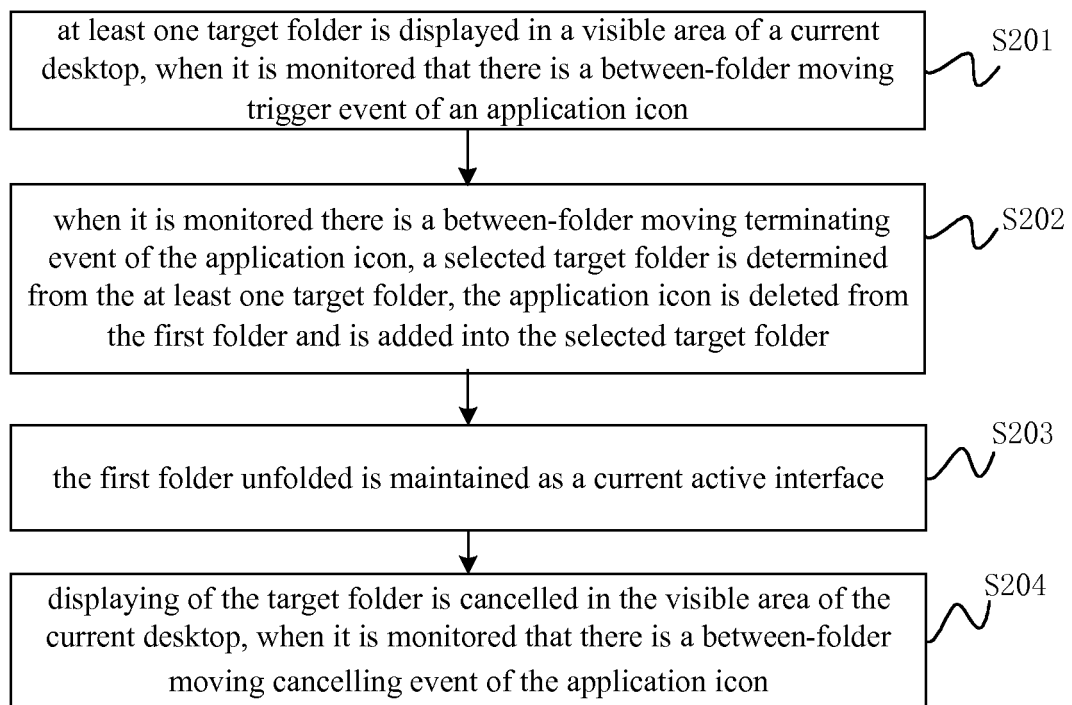 at least one target folder is displayed in a visible area of a current
desktop, when it is monitored that there is a between-folder moving
trigger event of an application icon
S201
when it is monitored there is a between-folder moving terminating
event of the application icon, a selected target folder is determined
from the at least one target folder, the application icon is deleted from
the first folder and is added into the selected target folder
S202
the first folder unfolded is maintained as a current active interface
S203
displaying of the target folder is cancelled in the visible area of the
current desktop, when it is monitored that there is a between-folder
moving cancelling event of the application icon
S204